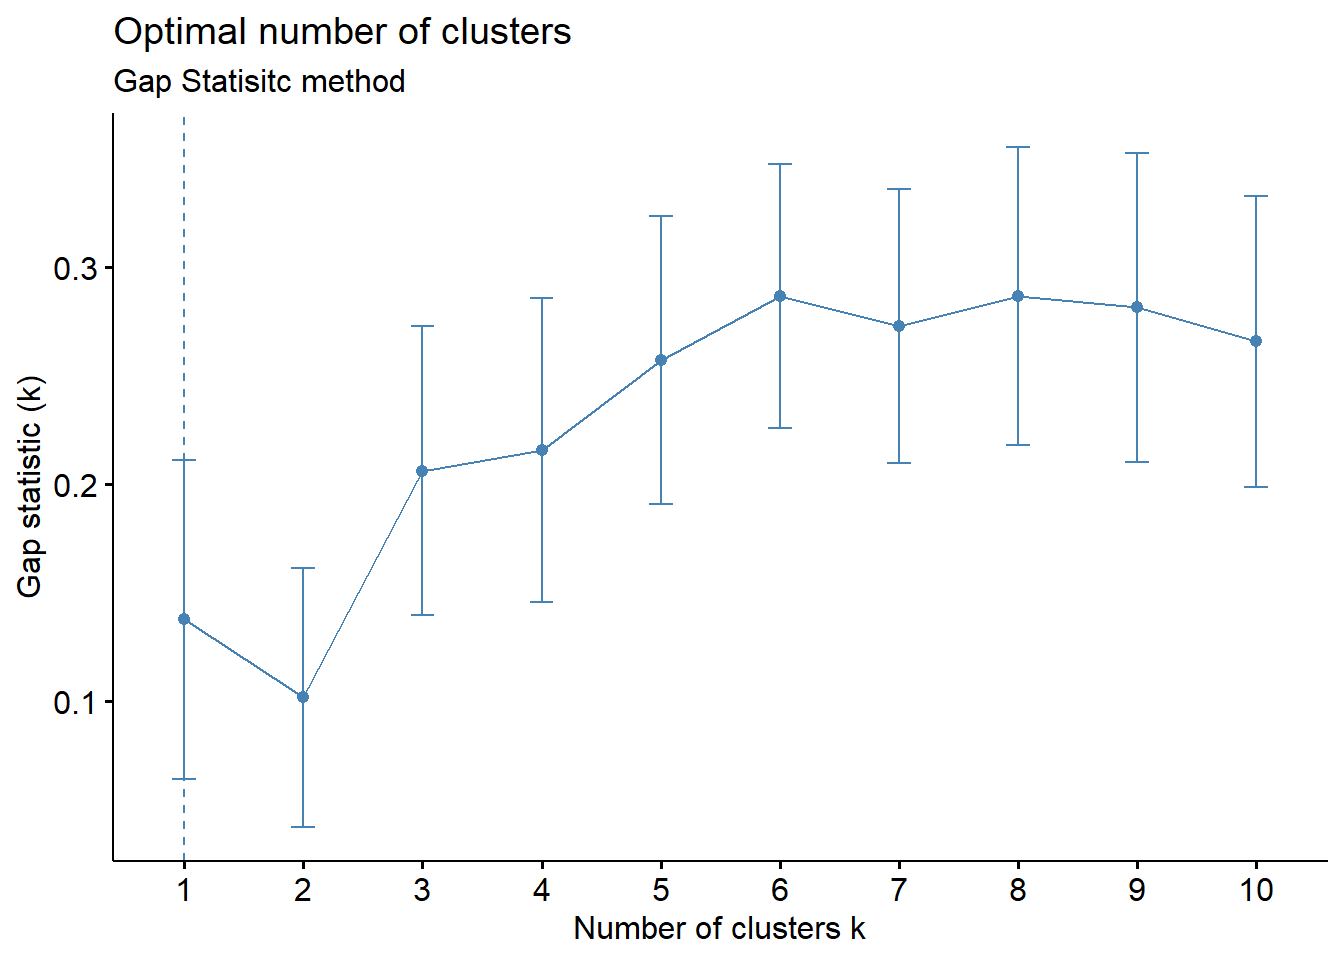 Optimal number of clusters
Gap Statisitc method
Gap statistic (k)
0.3
0.2
0.1
1 2 3 4 5 6 7 8 9 10
Number of clusters k